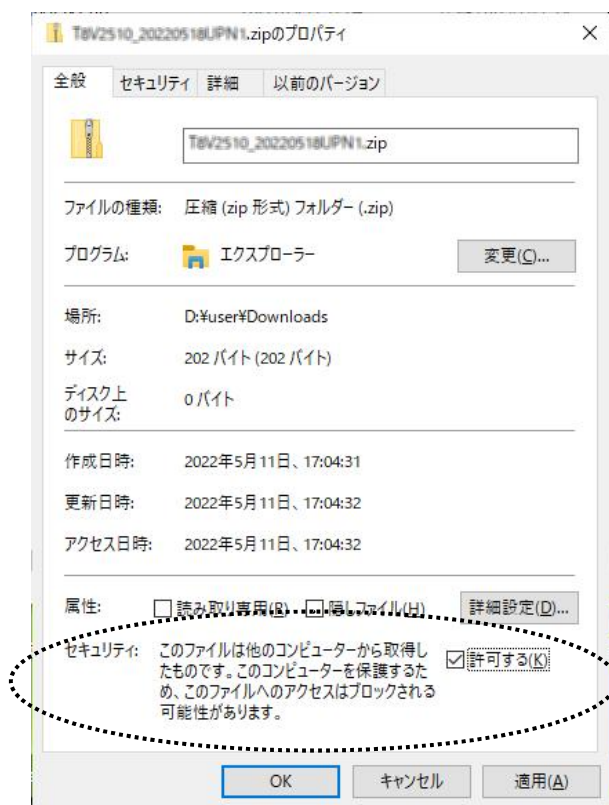 T8V2510_20220518UPN1.zipのプロパティ
全般 セキュリティ 詳細 以前のバージョン
T8V2510_20220518UPN1.zip
ファイルの種類: 圧縮 (zip 形式) フォルダー (.zip)
プログラム: エクスプローラー 変更(C)...
場所: D:¥user¥Downloads
サイズ: 202 バイト (202 バイト)
ディスク上
のサイズ: 0 バイト
作成日時: 2022年5月11日、17:04:31
更新日時: 2022年5月11日、17:04:32
アクセス日時: 2022年5月11日、17:04:32
属性: 読み取り専用(R) 隠しファイル(H) 詳細設定(D)...
セキュリティ: このファイルは他のコンピューターから取得し
たものです。このコンピューターを保護するた 許可する(K)
め、このファイルへのアクセスはブロックされる
可能性があります。
OK キャンセル 適用(A)